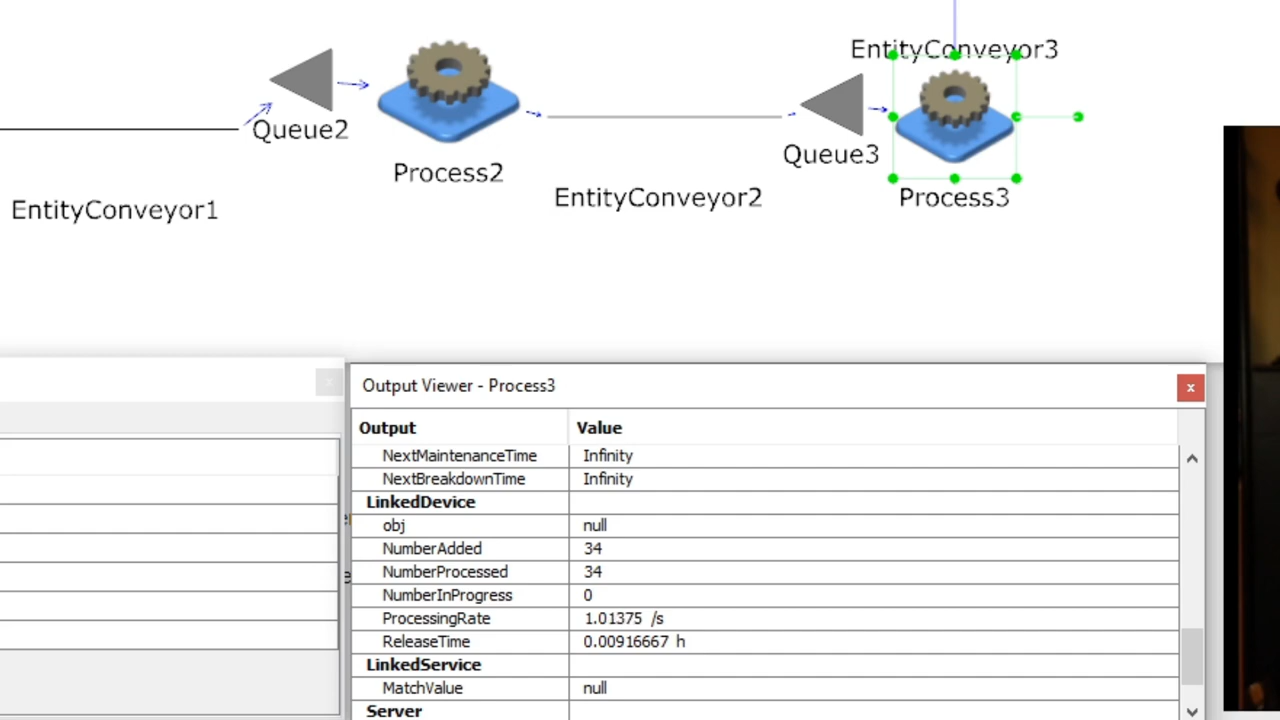 EntityConveyor3
Queue2
Queue3
Process2
EntityConveyor2
Process3
EntityConveyor1
Output Viewer - Process3
x
x
Output Value
NextMaintenanceTime Infinity
NextBreakdownTime Infinity
LinkedDevice
obj null
NumberAdded 34
NumberProcessed 34
NumberInProgress 0
ProcessingRate 1.01375 /s
ReleaseTime 0.00916667 h
LinkedService
MatchValue null
Server